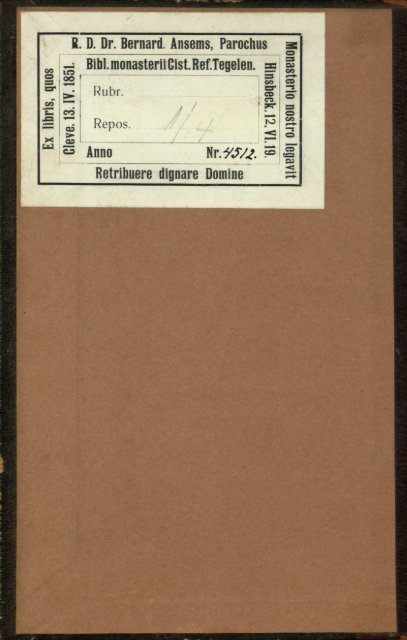 Ex libris, quos
R. D. Dr. Bernard. Ansems, Parochus
Monasterio nostro legavit
Cleve. 13. IV. 1851.
Bibl. monasterii Cist. Ref. Tegelen.
Hinsbeck. 12. VI. 19
Rubr.
Repos. 1/4
Anno Nr. 4512.
Retribuere dignare Domine